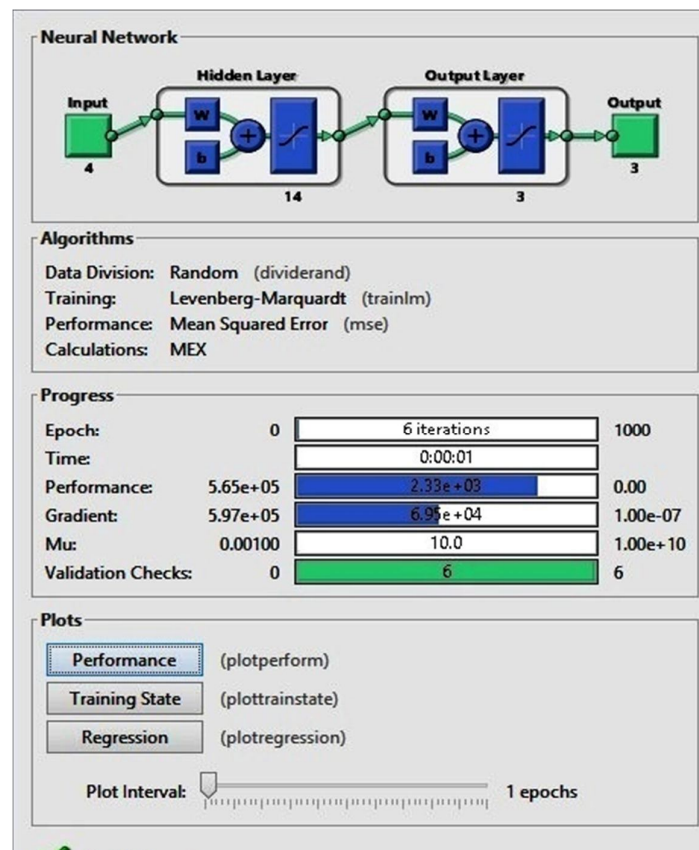 Neural Network
Hidden Layer Output Layer
Input Output
W W
b b
4 14 3 3
Algorithms
Data Division: Random (dividerand)
Training: Levenberg-Marquardt (trainlm)
Performance: Mean Squared Error (mse)
Calculations: MEX
Progress
Epoch: 0 6 iterations 1000
Time: 0:00:01
Performance: 5.65e+05 2.33e+03 0.00
Gradient: 5.97e+05 6.95e+04 1.00e-07
Mu: 0.00100 10.0 1.00e+10
Validation Checks: 0 6 6
Plots
Performance (plotperform)
Training State (plottrainstate)
Regression (plotregression)
Plot Interval: 1 epochs